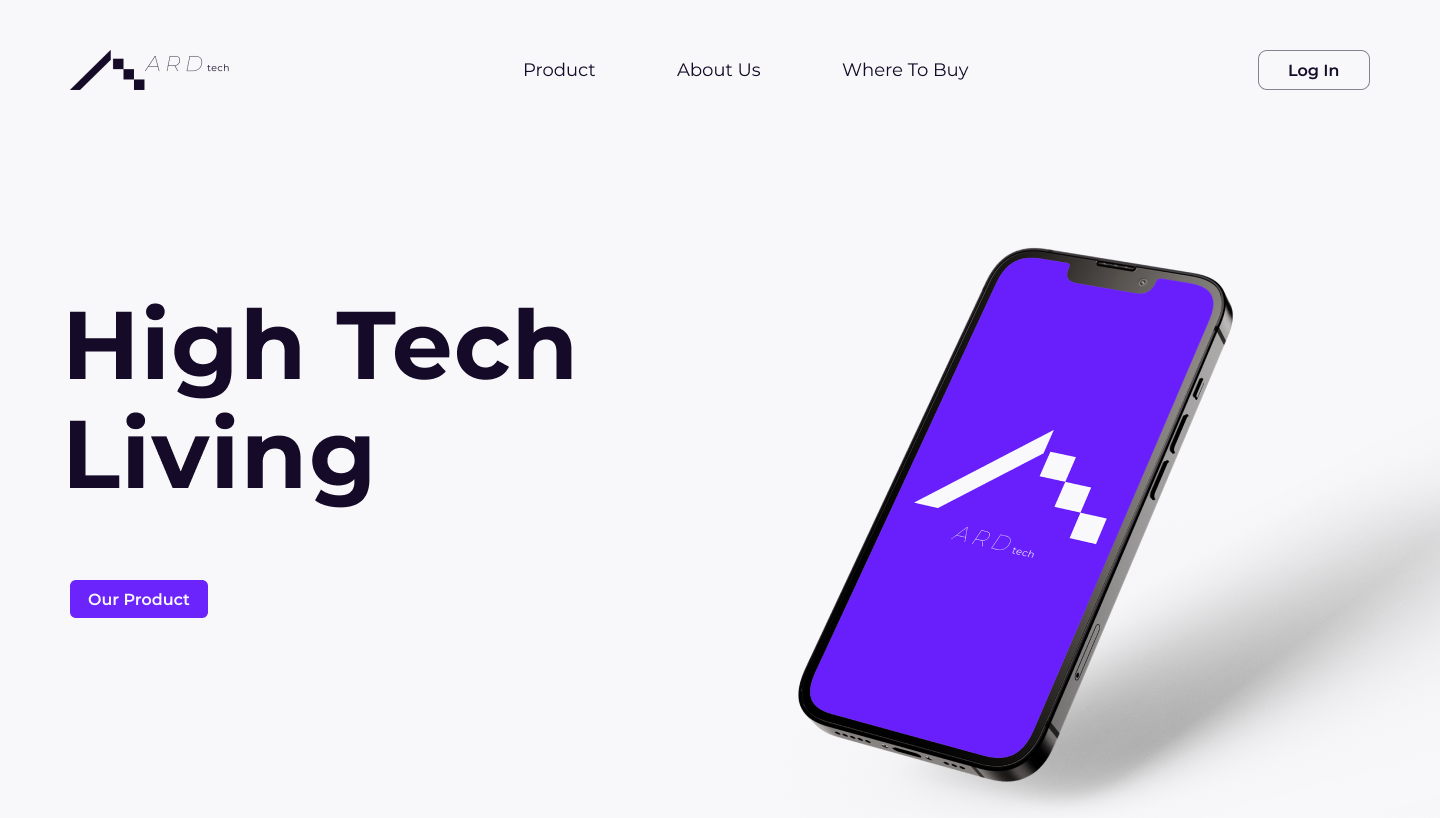 ARD tech
Product
About Us
Where To Buy
Log In
High Tech
Living
Our Product
ARD tech